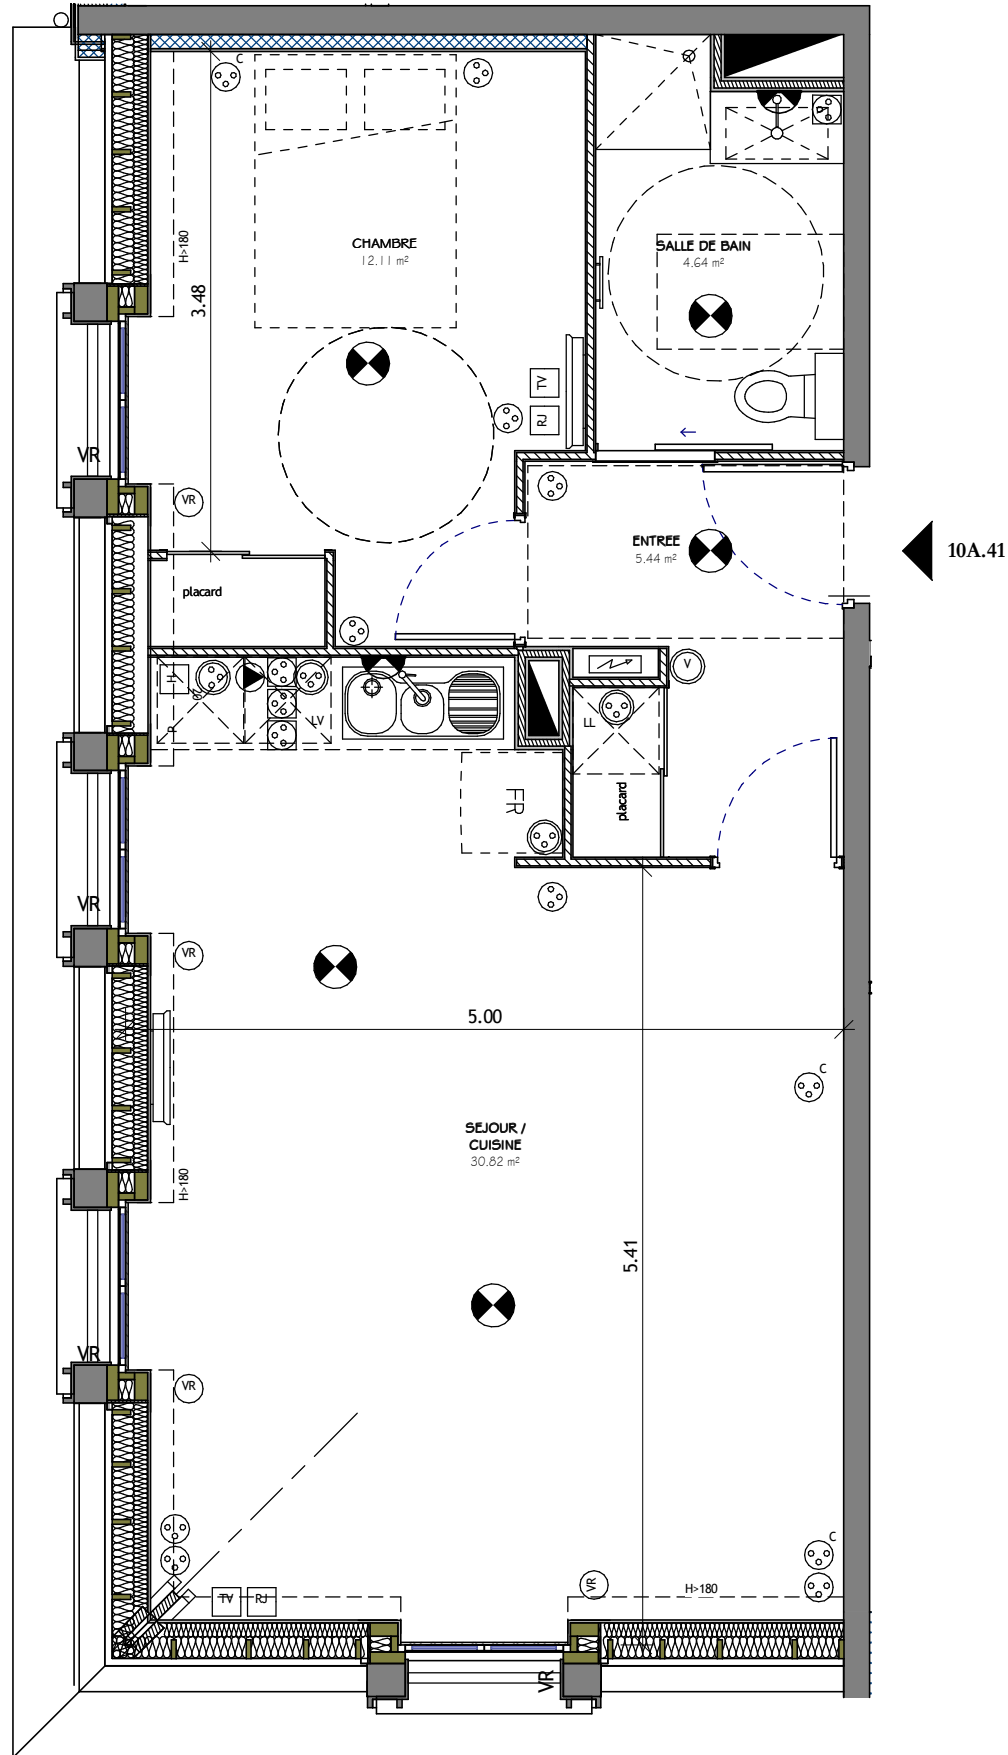 C
H>180
CHAMBRE
12.11 m²
SALLE DE BAIN
4.64 m²
3.48
TV
RJ
VR
VR
ENTREE
5.44 m²
10A.41
placard
V
H
LV
LL
R
FR
placard
VR
VR
5.00
C
SEJOUR /
CUISINE
30.82 m²
H>180
5.41
VR
VR
C
TV
RJ
VR
H>180
VR